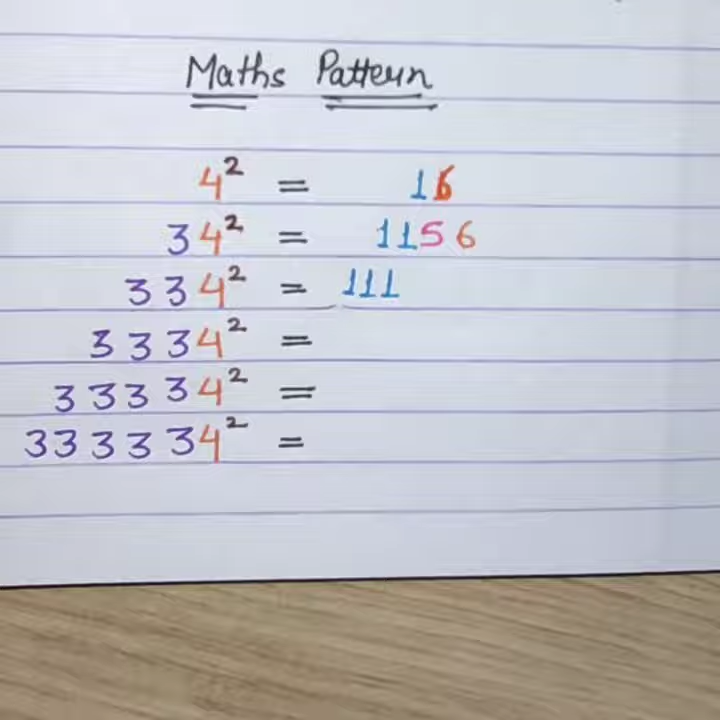 Maths Pattern
4² = 16
34² = 1156
334² = 111
3334² =
33334² =
333334² =